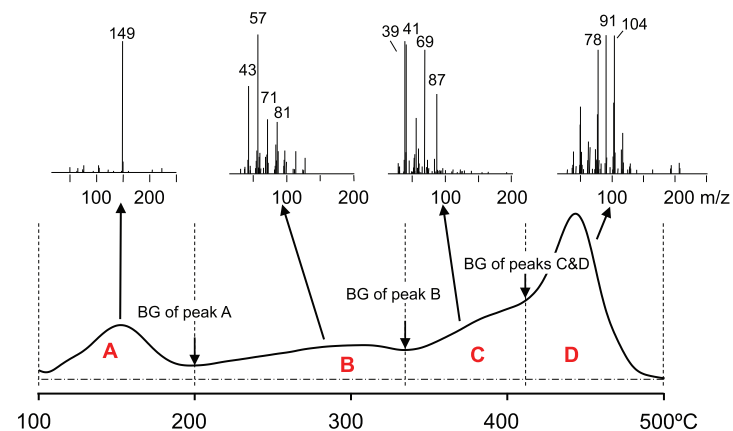 149
57
43
71
81
39 41
69
87
91
104
78
100 200
100 200
100 200
100 200 m/z
BG of peak A
BG of peak B
BG of peaks C&D
A
B
C
D
100 200 300 400 500ºC